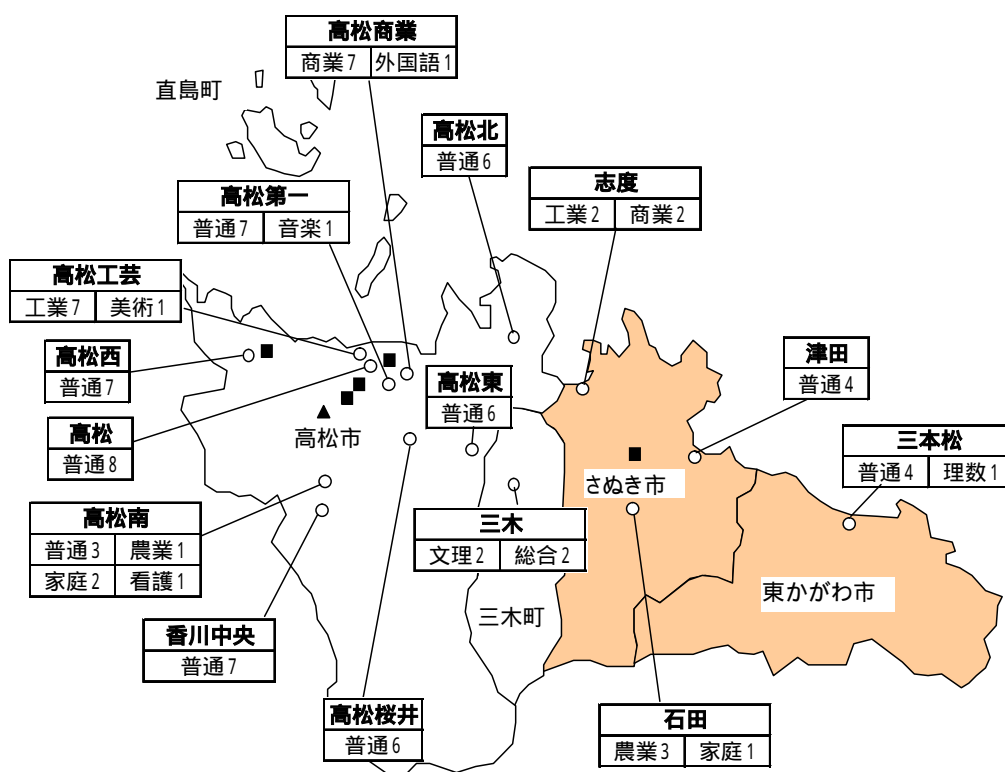 高松商業
商業7 外国語1
直島町
高松北
普通6
志度
工業2 商業2
高松第一
普通7 音楽1
高松工芸
工業7 美術1
高松西
普通7
津田
普通4
高松東
普通6
高松
普通8
高松市
三本松
普通4 理数1
さぬき市
高松南
普通3 農業1
家庭2 看護1
三木
文理2 総合2
東かがわ市
三木町
香川中央
普通7
高松桜井
普通6
石田
農業3 家庭1